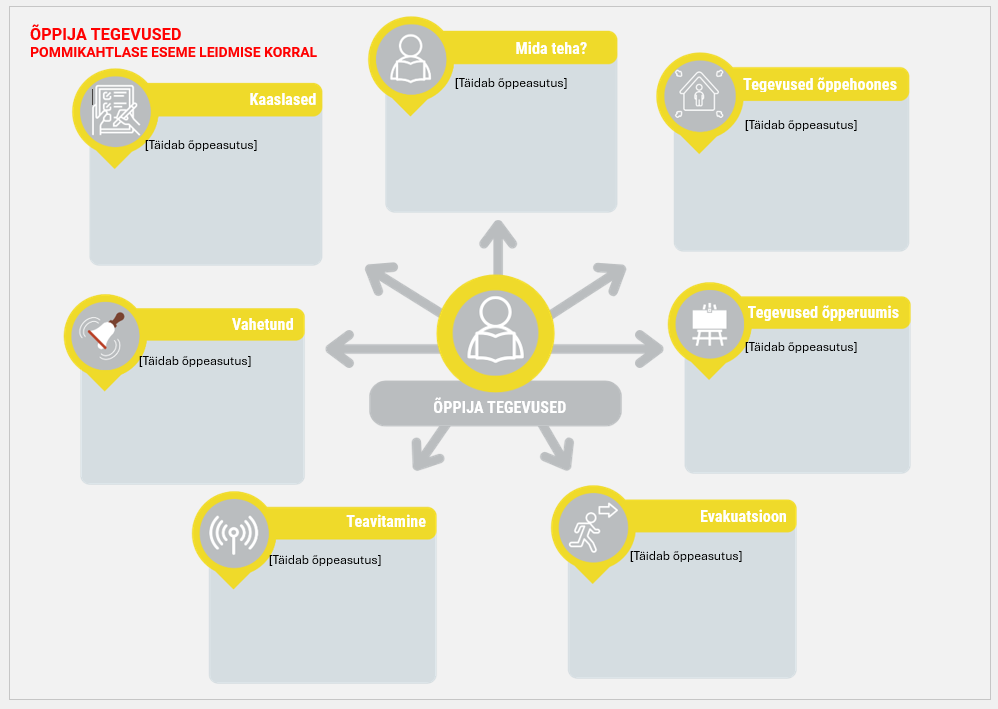 ÕPPIJA TEGEVUSED
POMMIKAHTLASE ESEME LEIDMISE KORRAL
Mida teha?
[Täidab õppeasutus]
Kaaslased
[Täidab õppeasutus]
Tegevused õppehoones
[Täidab õppeasutus]
Vahetund
[Täidab õppeasutus]
Tegevused õpperuumis
[Täidab õppeasutus]
ÕPPIJA TEGEVUSED
Teavitamine
[Täidab õppeasutus]
Evakuatsioon
[Täidab õppeasutus]